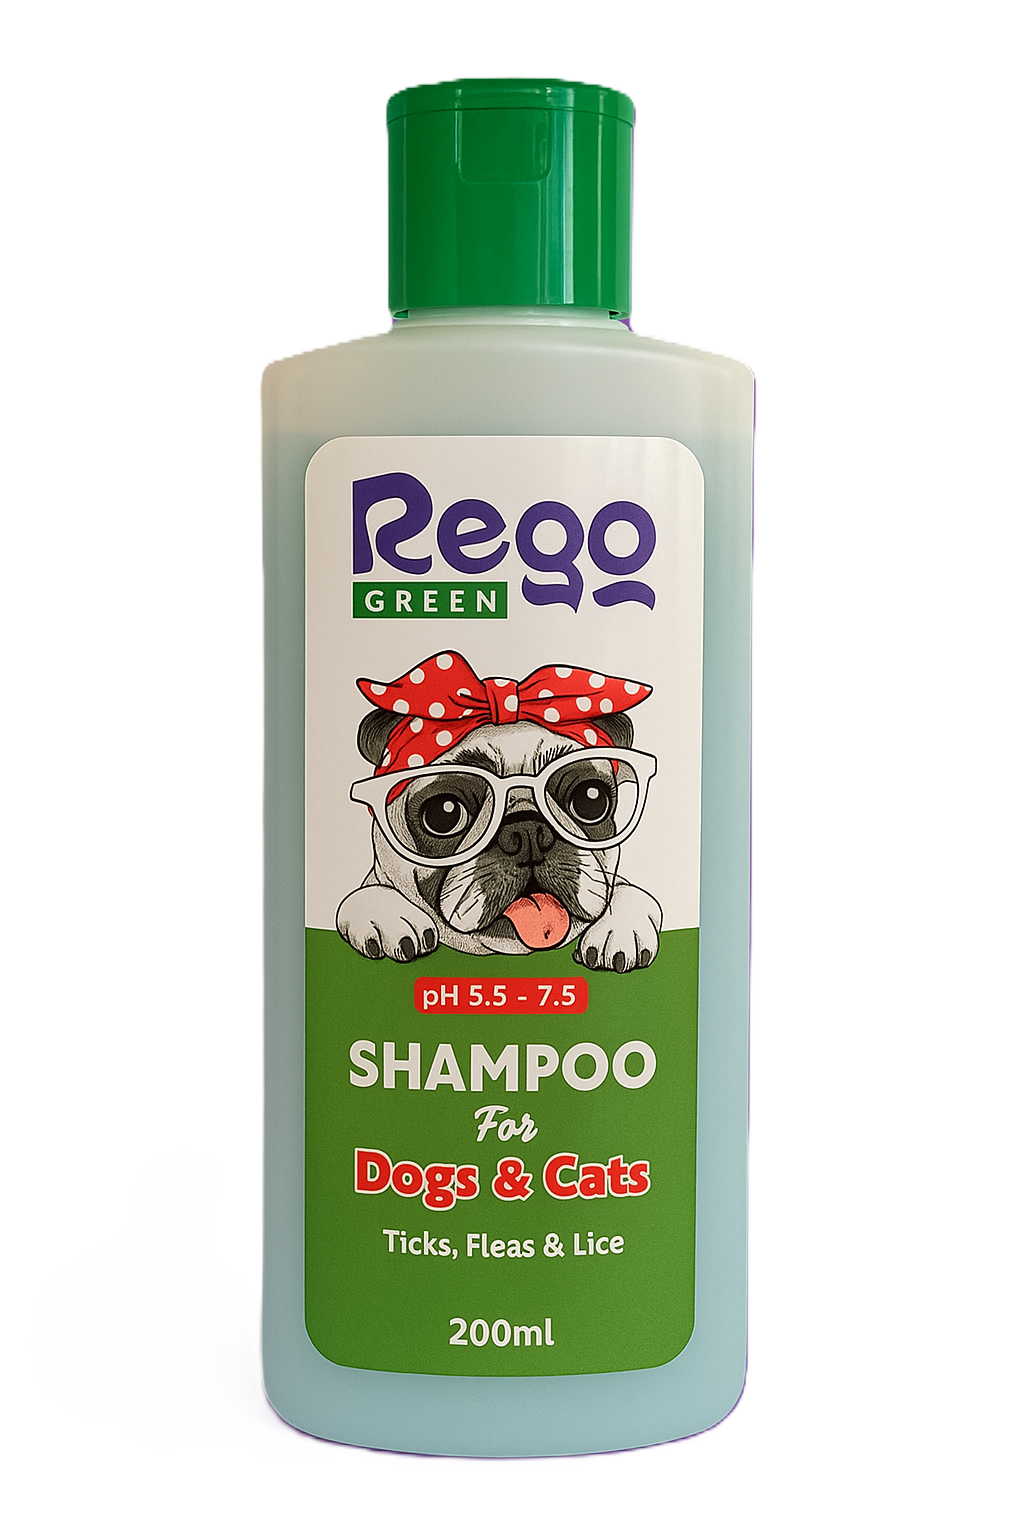 Rego
GREEN
pH 5.5 - 7.5
SHAMPOO
For
Dogs & Cats
Ticks, Fleas & Lice
200ml